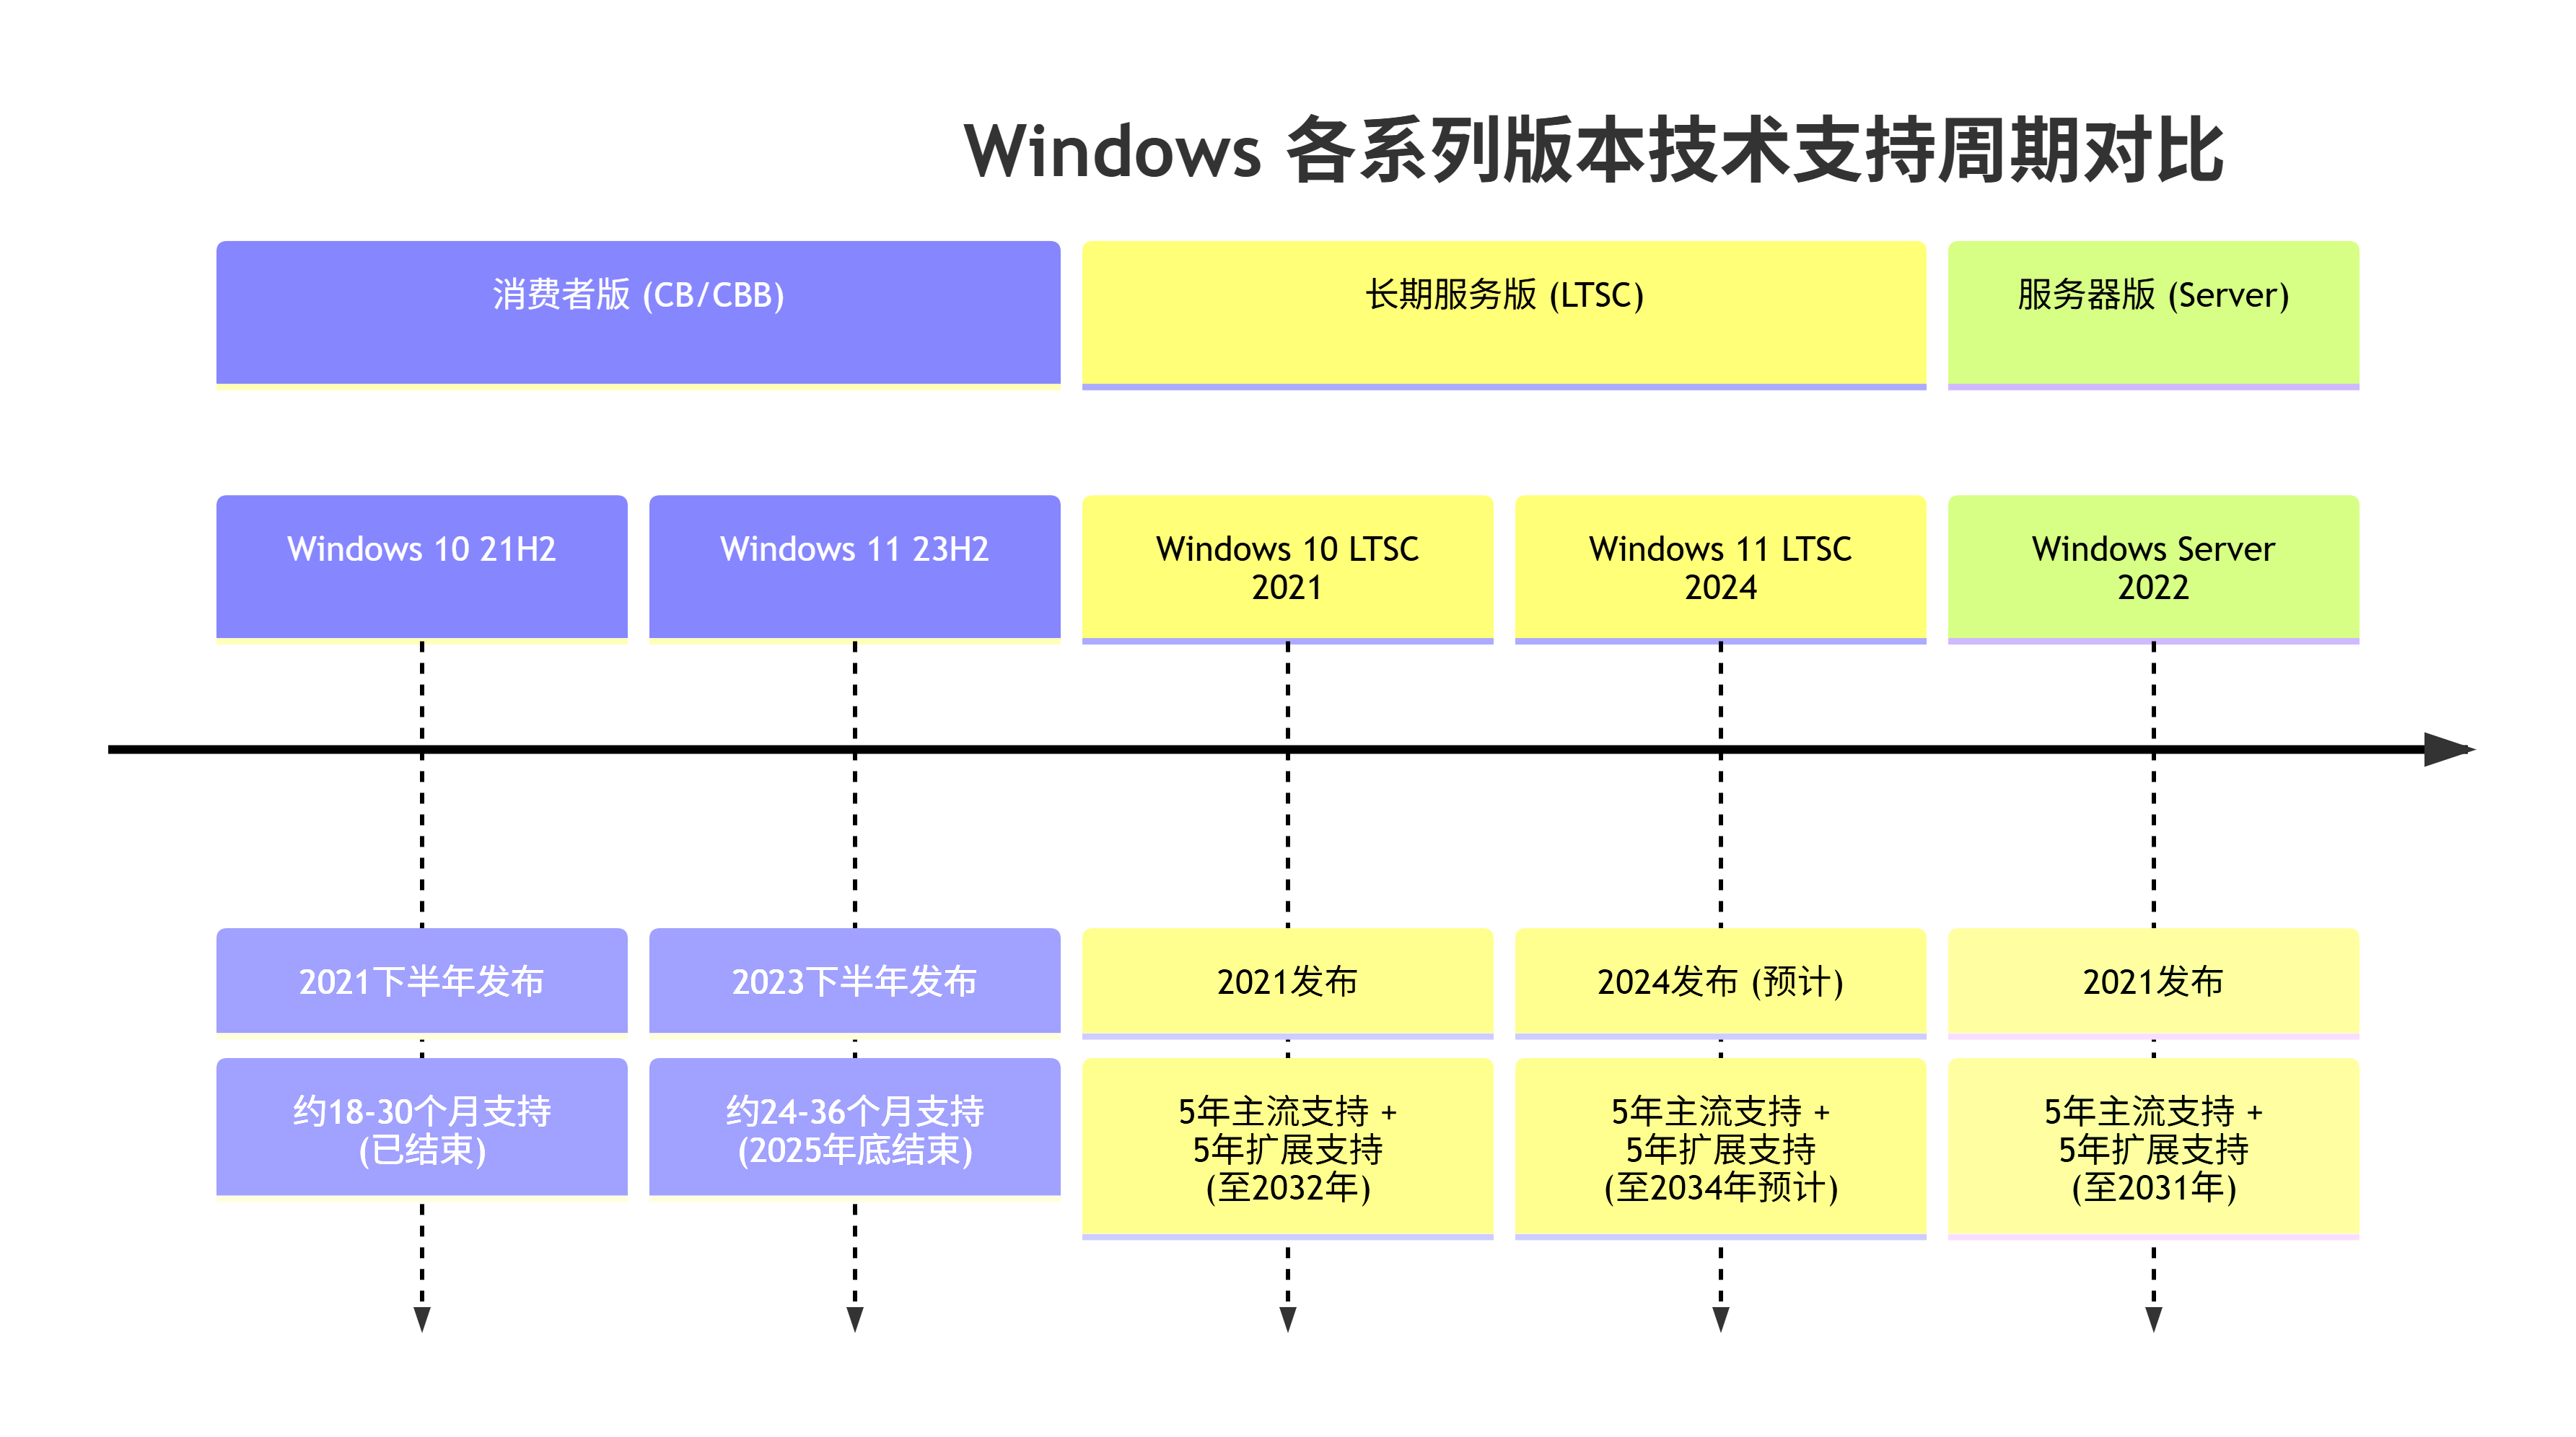 Windows 各系列版本技术支持周期对比
消费者版 (CB/CBB)
长期服务版 (LTSC)
服务器版 (Server)
Windows 10 21H2
Windows 11 23H2
Windows 10 LTSC
2021
Windows 11 LTSC
2024
Windows Server
2022
2021下半年发布
2023下半年发布
2021发布
2024发布 (预计)
2021发布
约18-30个月支持
(已结束)
约24-36个月支持
(2025年底结束)
5年主流支持 +
5年扩展支持
(至2032年)
5年主流支持 +
5年扩展支持
(至2034年预计)
5年主流支持 +
5年扩展支持
(至2031年)